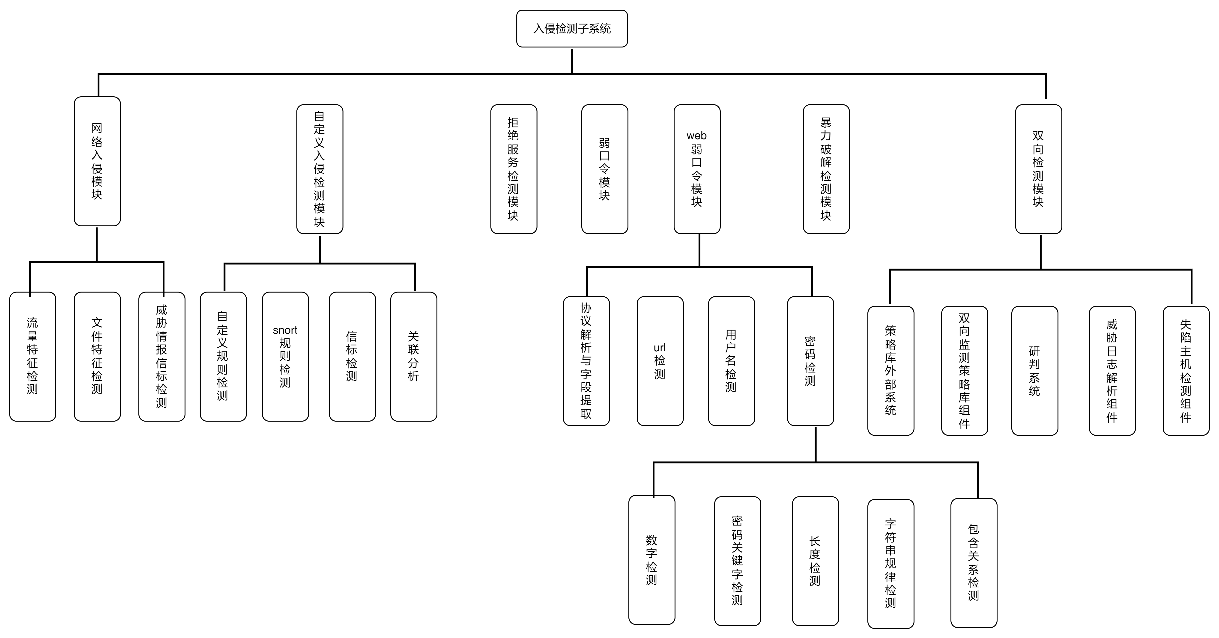 入侵检测子系统
网络入侵模块
自定义入侵检测模块
拒绝服务检测模块
弱口令模块
web弱口令模块
暴力破解检测模块
双向检测模块
流量特征检测
文件特征检测
威胁情报信标检测
自定义规则检测
snort规则检测
信标检测
关联分析
协议解析与字段提取
url检测
用户名检测
密码检测
策略库外部系统
双向监测策略库组件
研判系统
威胁日志解析组件
失陷主机检测组件
数字检测
密码关键字检测
长度检测
字符串规律检测
包含关系检测